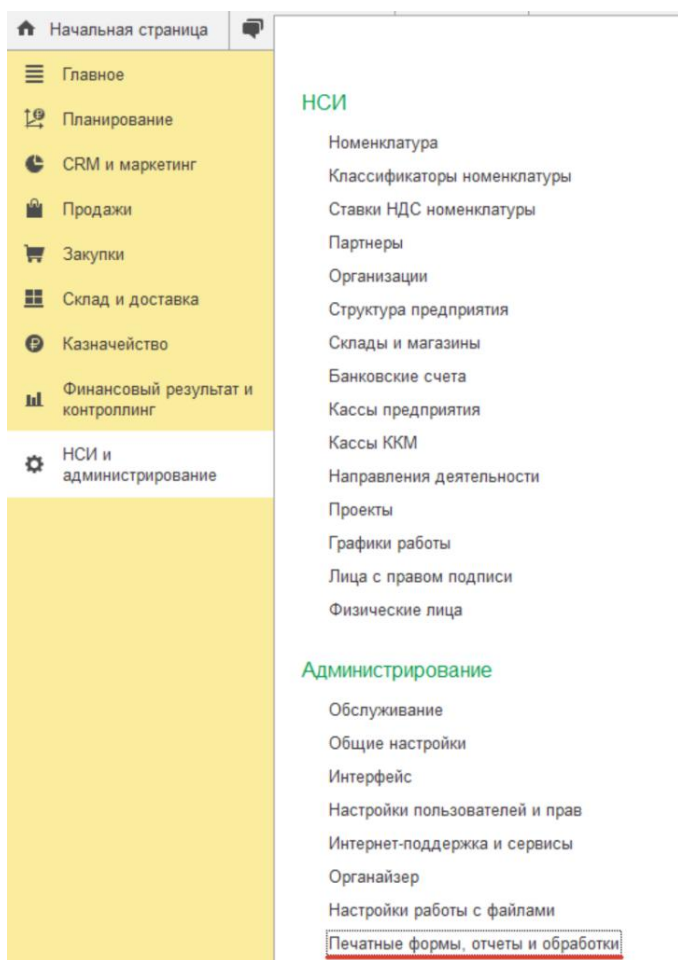 Начальная страница
Главное
Планирование
CRM и маркетинг
Продажи
Закупки
Склад и доставка
Казначейство
Финансовый результат и
контроллинг
НСИ и
администрирование
НСИ
Номенклатура
Классификаторы номенклатуры
Ставки НДС номенклатуры
Партнеры
Организации
Структура предприятия
Склады и магазины
Банковские счета
Кассы предприятия
Кассы ККМ
Направления деятельности
Проекты
Графики работы
Лица с правом подписи
Физические лица
Администрирование
Обслуживание
Общие настройки
Интерфейс
Настройки пользователей и прав
Интернет-поддержка и сервисы
Органайзер
Настройки работы с файлами
Печатные формы, отчеты и обработки